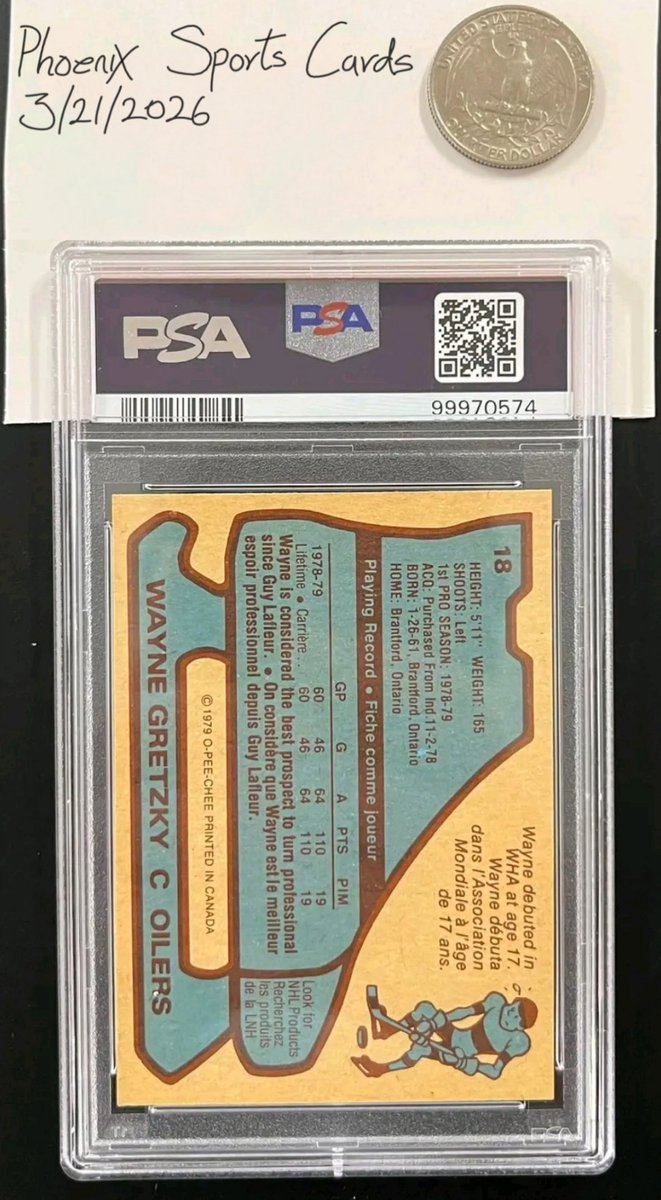 Phoenix Sports Cards
3/21/2026
UNITED STATES OF AMERICA
QUARTER DOLLAR
PSA
PSA
99970574
18
HEIGHT: 5'11" WEIGHT: 165
SHOOTS: Left
1st PRO SEASON: 1978-79
ACQ: Purchased From Ind. 11-2-78
BORN: 1-26-61, Brantford, Ontario
HOME: Brantford, Ontario
Wayne debuted in
WHA at age 17.
Wayne débuta
dans l'Association
Mondiale à l'âge
de 17 ans.
Playing Record • Fiche comme joueur
GP G A PTS PIM
1978-79 60 46 64 110 19
Lifetime • Carrière... 60 46 64 110 19
Wayne is considered the best prospect to turn professional
since Guy Lafleur. • On considère que Wayne est le meilleur
espoir professionnel depuis Guy Lafleur.
Look for
NHL Products
Recherchez
les produits
de la LNH
© 1979 O-PEE-CHEE PRINTED IN CANADA
WAYNE GRETZKY C OILERS
PSA